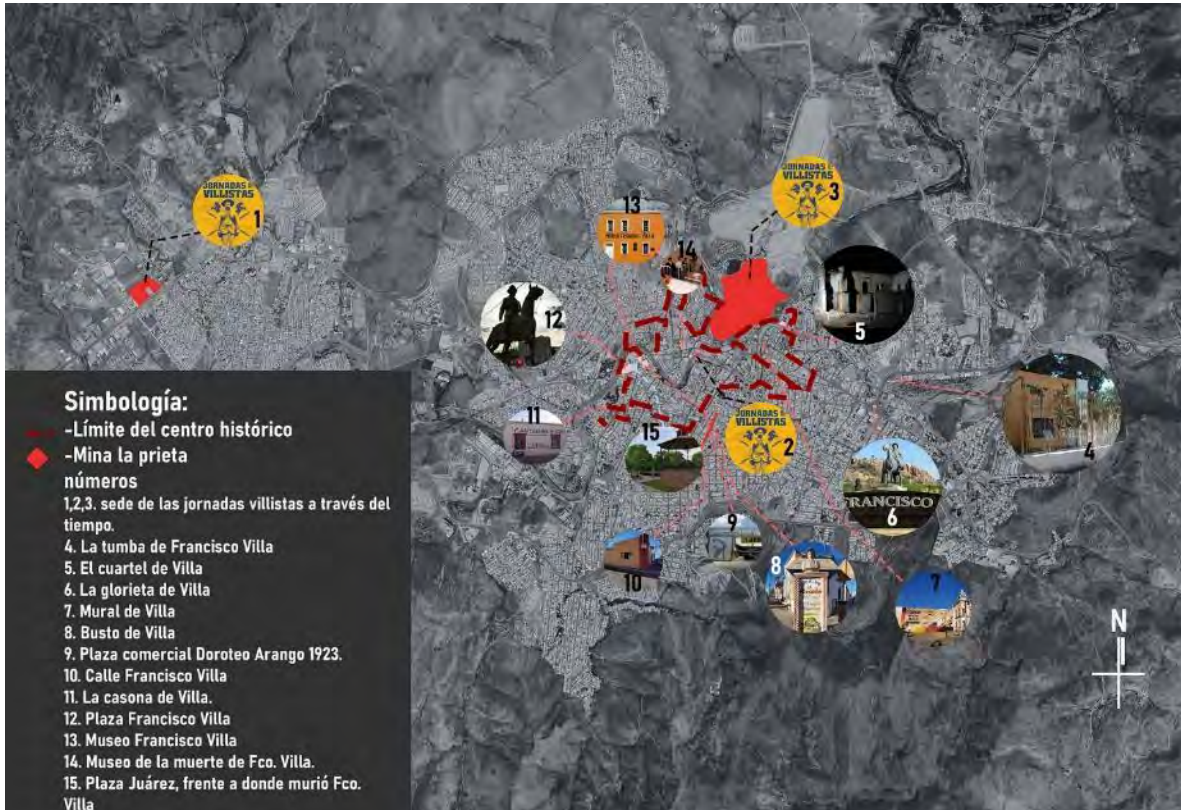 A
JORNADAS
VILLISTAS
1
JORNADAS
VILLISTAS
3
13
14
12
5
4
11
15
JORNADAS
VILLISTAS
2
FRANCISCO
6
9
10
8
7
N
Simbología:
-Límite del centro histórico
-Mina la prieta
números
1,2,3. sede de las jornadas villistas a través del
tiempo.
4. La tumba de Francisco Villa
5. El cuartel de Villa
6. La glorieta de Villa
7. Mural de Villa
8. Busto de Villa
9. Plaza comercial Doroteo Arango 1923.
10. Calle Francisco Villa
11. La casona de Villa.
12. Plaza Francisco Villa
13. Museo Francisco Villa
14. Museo de la muerte de Fco. Villa.
15. Plaza Juárez, frente a donde murió Fco.
Villa